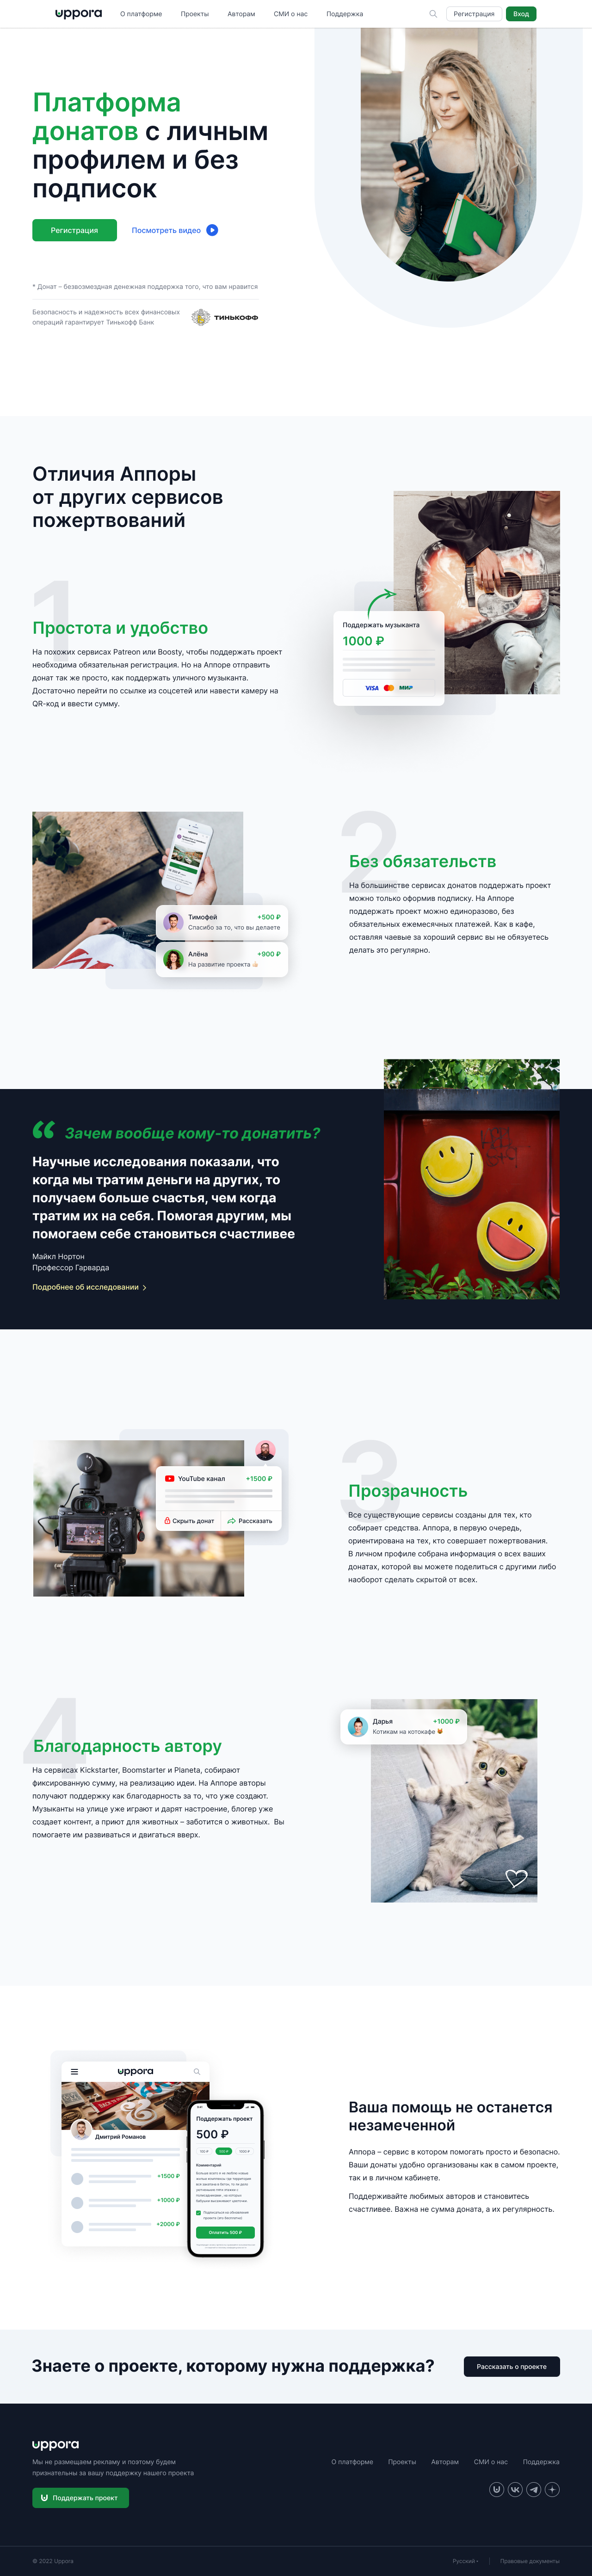 uppora
О платформе
Проекты
Авторам
СМИ о нас
Поддержка
Регистрация
Вход
Платформа
донатов с личным
профилем и без
подписок
Регистрация
Посмотреть видео
* Донат – безвозмездная денежная поддержка того, что вам нравится
Безопасность и надежность всех финансовых
операций гарантирует Тинькофф Банк
ТИНЬКОФФ
Отличия Аппоры
от других сервисов
пожертвований
1
Простота и удобство
На похожих сервисах Patreon или Boosty, чтобы поддержать проект
необходима обязательная регистрация. Но на Аппоре отправить
донат так же просто, как поддержать уличного музыканта.
Достаточно перейти по ссылке из соцсетей или навести камеру на
QR-код и ввести сумму.
Поддержать музыканта
1000 ₽
VISA
МИР
Тимофей
+500 ₽
Спасибо за то, что вы делаете
Алёна
+900 ₽
На развитие проекта 👍
2
Без обязательств
На большинстве сервисах донатов поддержать проект
можно только оформив подписку. На Аппоре
поддержать проект можно единоразово, без
обязательных ежемесячных платежей. Как в кафе,
оставляя чаевые за хороший сервис вы не обязуетесь
делать это регулярно.
“ Зачем вообще кому-то донатить?
Научные исследования показали, что
когда мы тратим деньги на других, то
получаем больше счастья, чем когда
тратим их на себя. Помогая другим, мы
помогаем себе становиться счастливее
Майкл Нортон
Профессор Гарварда
Подробнее об исследовании
YouTube канал
+1500 ₽
Скрыть донат
Рассказать
3
Прозрачность
Все существующие сервисы созданы для тех, кто
собирает средства. Аппора, в первую очередь,
ориентирована на тех, кто совершает пожертвования.
В личном профиле собрана информация о всех ваших
донатах, которой вы можете поделиться с другими либо
наоборот сделать скрытой от всех.
4
Благодарность автору
На сервисах Kickstarter, Boomstarter и Planeta, собирают
фиксированную сумму, на реализацию идеи. На Аппоре авторы
получают поддержку как благодарность за то, что уже создают.
Музыканты на улице уже играют и дарят настроение, блогер уже
создает контент, а приют для животных – заботится о животных. Вы
помогаете им развиваться и двигаться вверх.
Дарья
+1000 ₽
Котикам на котокафе 😻
uppora
Дмитрий Романов
+1500 ₽
+1000 ₽
+2000 ₽
Поддержать проект
500 ₽
Комментарий
Оплатить 500 ₽
Ваша помощь не останется
незамеченной
Аппора – сервис в котором помогать просто и безопасно.
Ваши донаты удобно организованы как в самом проекте,
так и в личном кабинете.
Поддерживайте любимых авторов и становитесь
счастливее. Важна не сумма доната, а их регулярность.
Знаете о проекте, которому нужна поддержка?
Рассказать о проекте
uppora
Мы не размещаем рекламу и поэтому будем
признательны за вашу поддержку нашего проекта
Поддержать проект
О платформе
Проекты
Авторам
СМИ о нас
Поддержка
© 2022 Uppora
Русский
Правовые документы